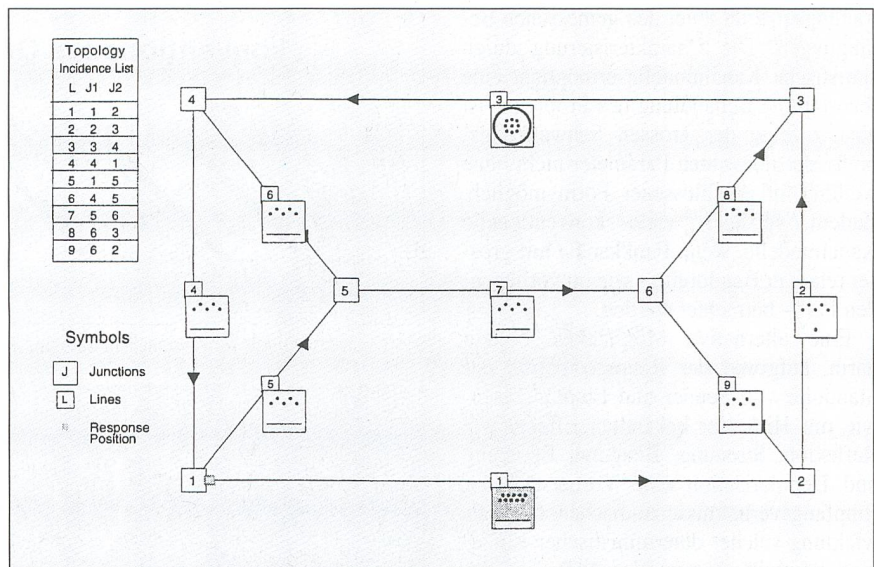 Topology
Incidence List
L J1 J2
1 1 2
2 2 3
3 3 4
4 4 1
5 1 5
6 4 5
7 5 6
8 6 3
9 6 2
4
3
3
6
8
4
5
7
6
2
5
9
1
1
2
Symbols
J Junctions
L Lines
Response
Position